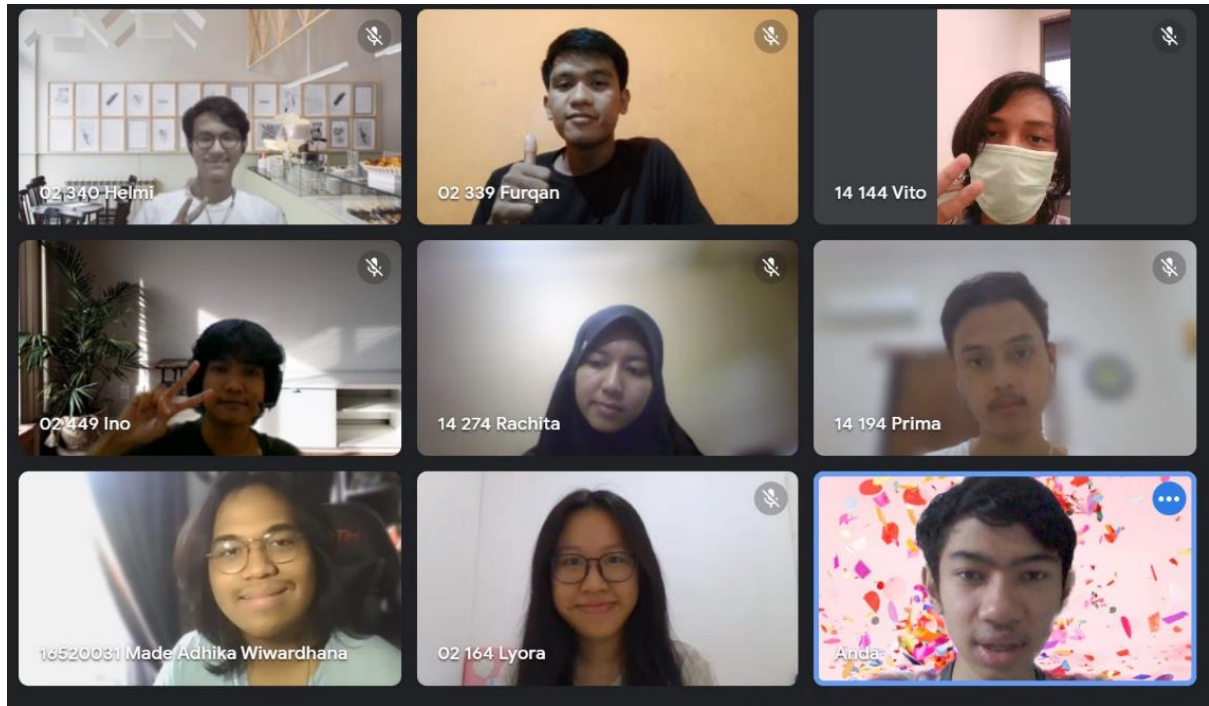 02 340 Helmi
02 339 Furqan
14 144 Vito
02 449 Ino
14 274 Rachita
14 194 Prima
16520031 Made Adhika Wiwardhana
02 164 Lyora
Anda